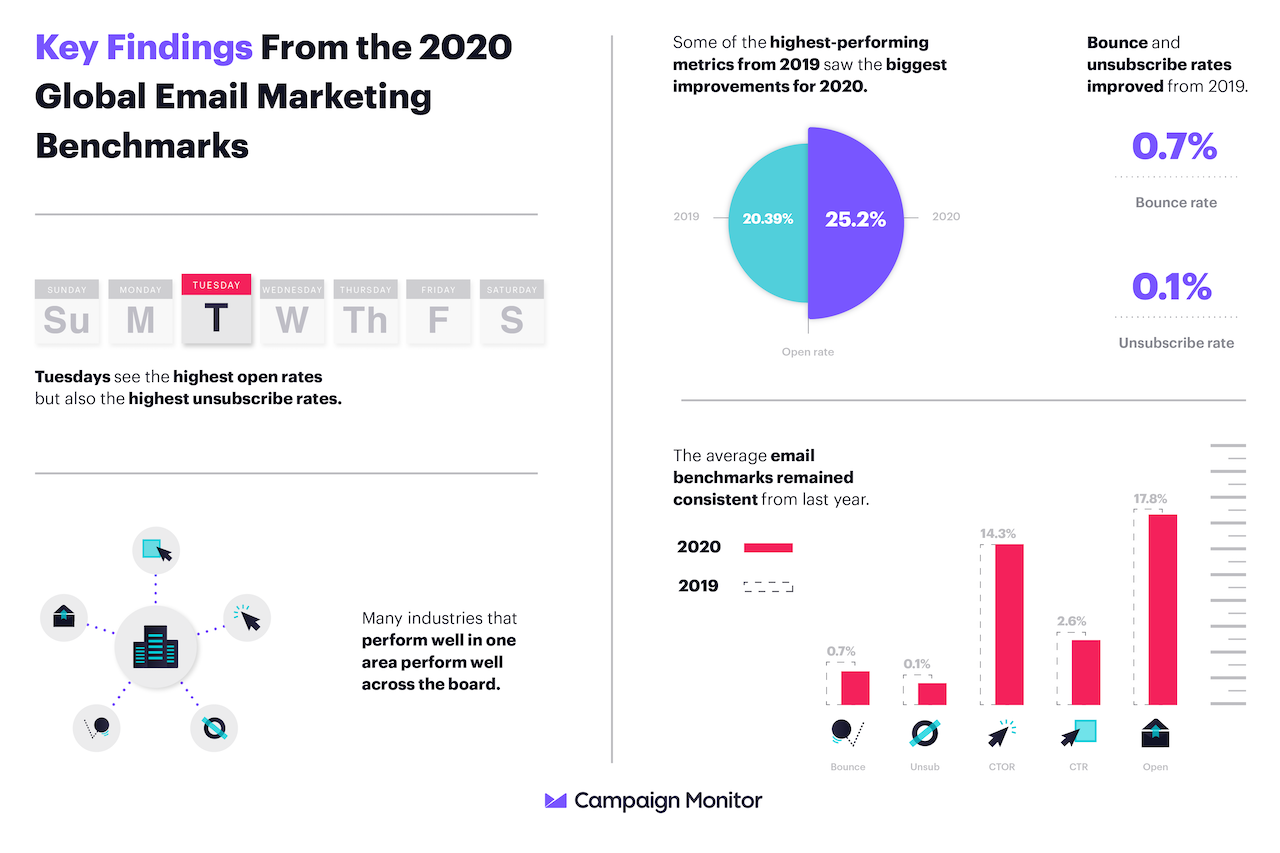 Key Findings From the 2020
Global Email Marketing
Benchmarks
SUNDAY
Su
MONDAY
M
TUESDAY
T
WEDNESDAY
W
THURSDAY
Th
FRIDAY
F
SATURDAY
S
Tuesdays see the highest open rates
but also the highest unsubscribe rates.
Many industries that
perform well in one
area perform well
across the board.
Some of the highest-performing
metrics from 2019 saw the biggest
improvements for 2020.
2019
20.39%
25.2%
2020
Open rate
Bounce and
unsubscribe rates
improved from 2019.
0.7%
Bounce rate
0.1%
Unsubscribe rate
The average email
benchmarks remained
consistent from last year.
2020
2019
0.7%
0.1%
14.3%
2.6%
17.8%
Bounce
Unsub
CTOR
CTR
Open
Campaign Monitor